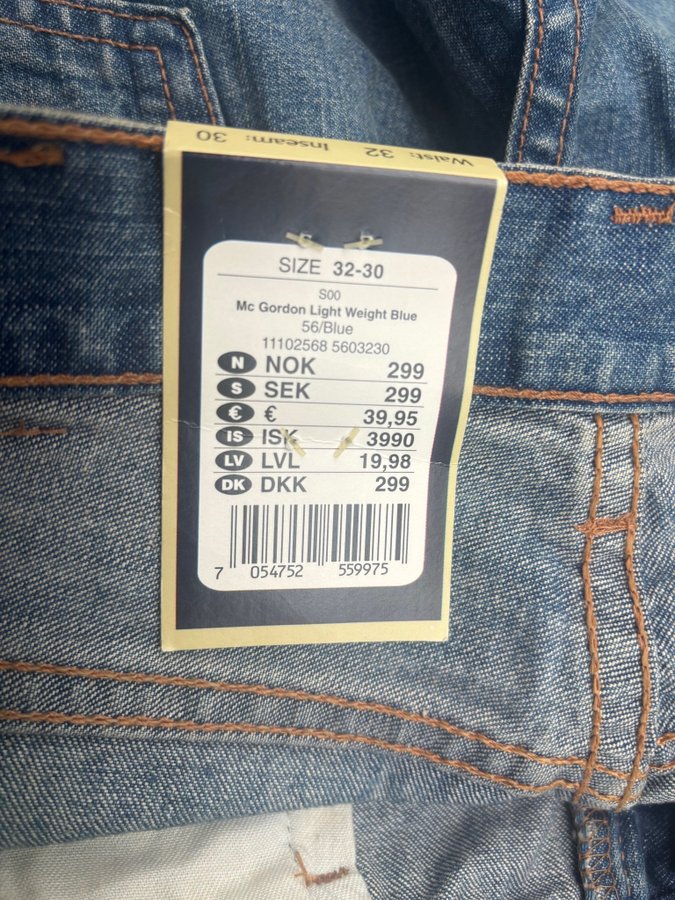 Waist: 32 Inseam: 30
SIZE 32-30
S00
Mc Gordon Light Weight Blue
56/Blue
11102568 5603230
N NOK 299
S SEK 299
€ € 39,95
IS ISK 3990
LV LVL 19,98
DK DKK 299
7 054752 559975